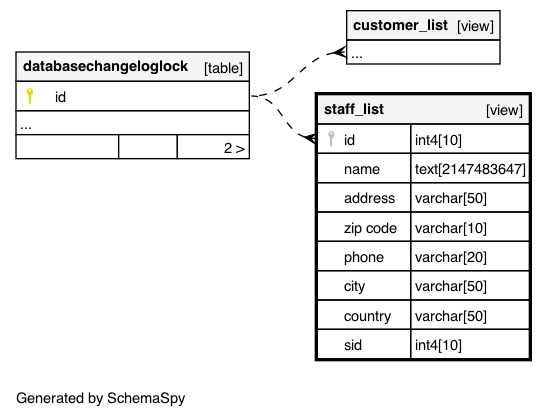 customer_list [view]
...
databasechangeloglock [table]
id
...
2 >
staff_list [view]
id int4[10]
name text[2147483647]
address varchar[50]
zip code varchar[10]
phone varchar[20]
city varchar[50]
country varchar[50]
sid int4[10]
Generated by SchemaSpy